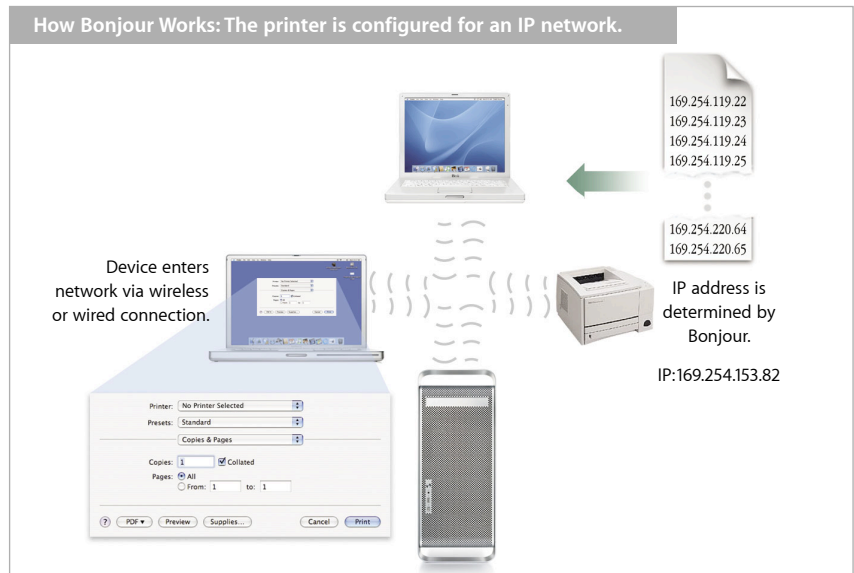 How Bonjour Works: The printer is configured for an IP network.
169.254.119.22
169.254.119.23
169.254.119.24
169.254.119.25
169.254.220.64
169.254.220.65
Device enters
network via wireless
or wired connection.
IP address is
determined by
Bonjour.
IP:169.254.153.82
Printer: No Printer Selected
Presets: Standard
Copies & Pages
Copies: 1 Collated
Pages: All
From: 1 to: 1
? PDF Preview Supplies... Cancel Print